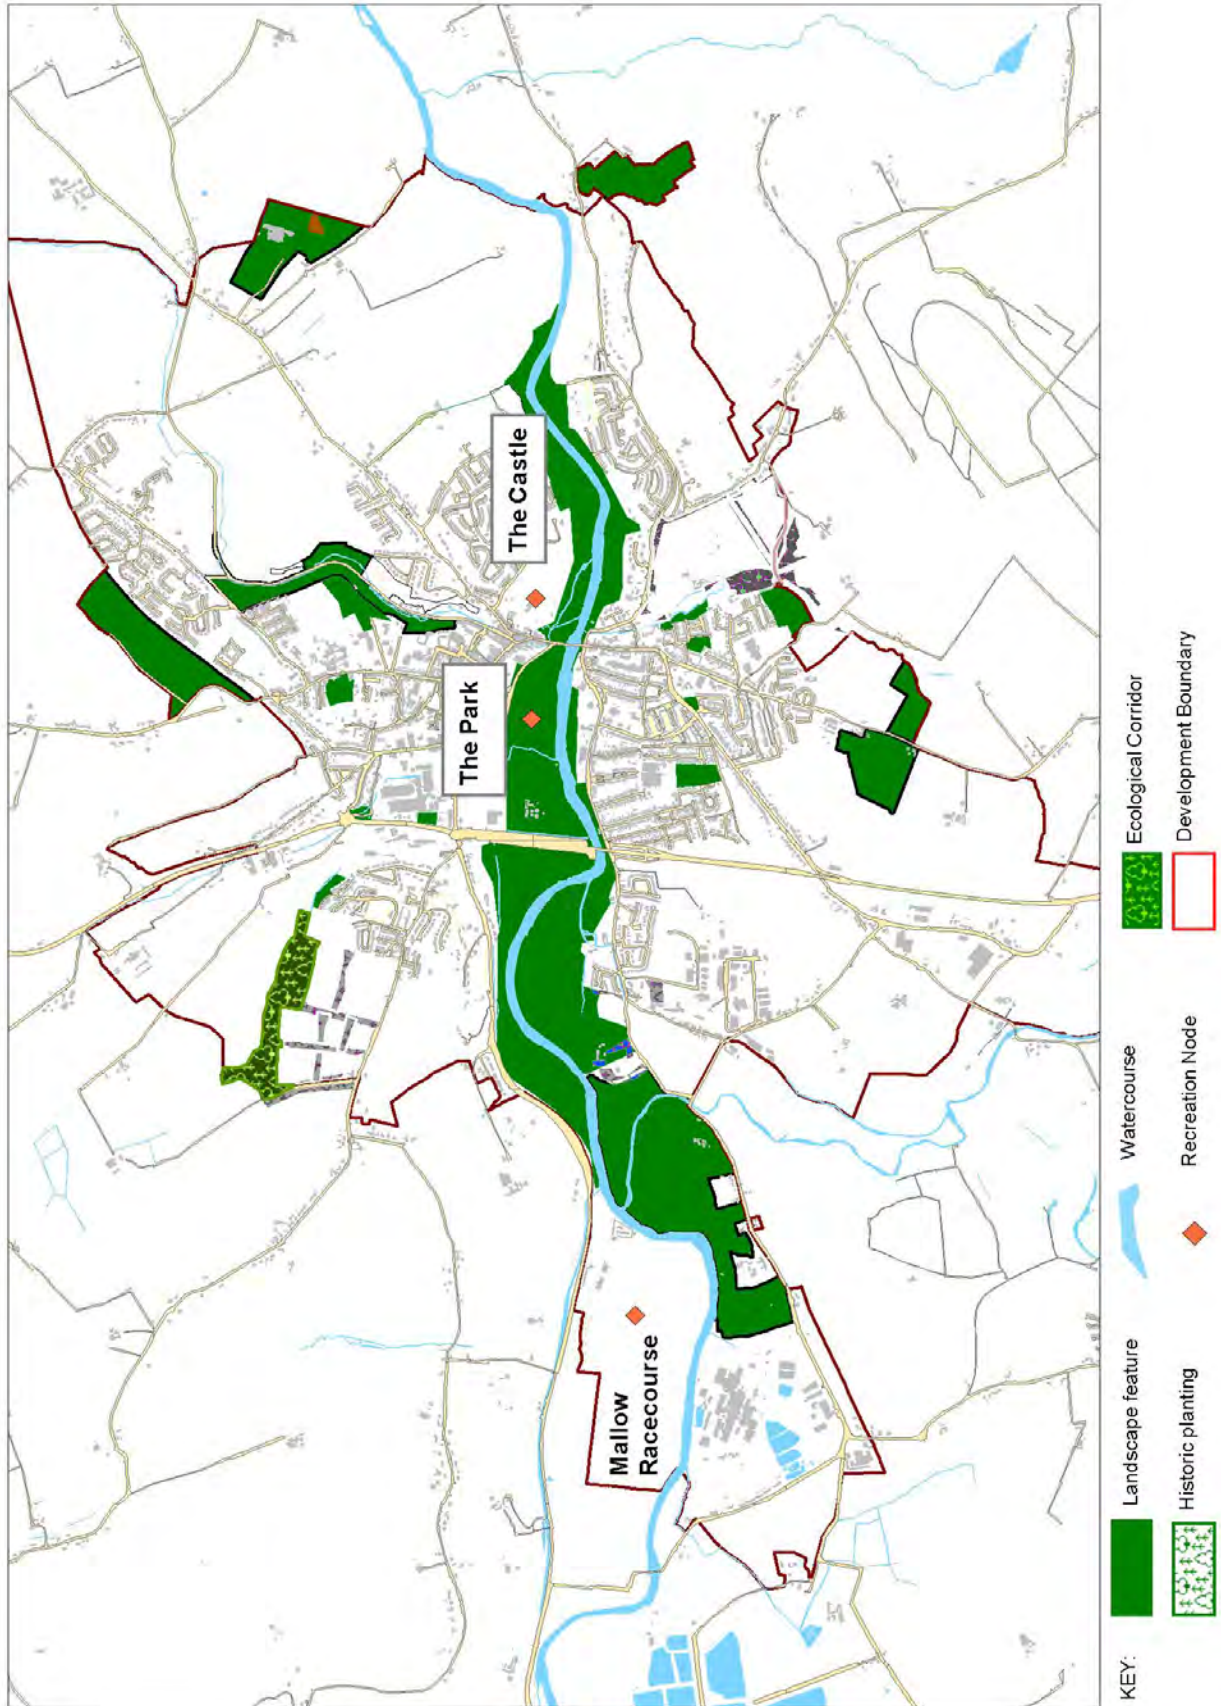 The Castle
The Park
Mallow
Racecourse
KEY:
Landscape feature
Watercourse
Ecological Corridor
Historic planting
Recreation Node
Development Boundary